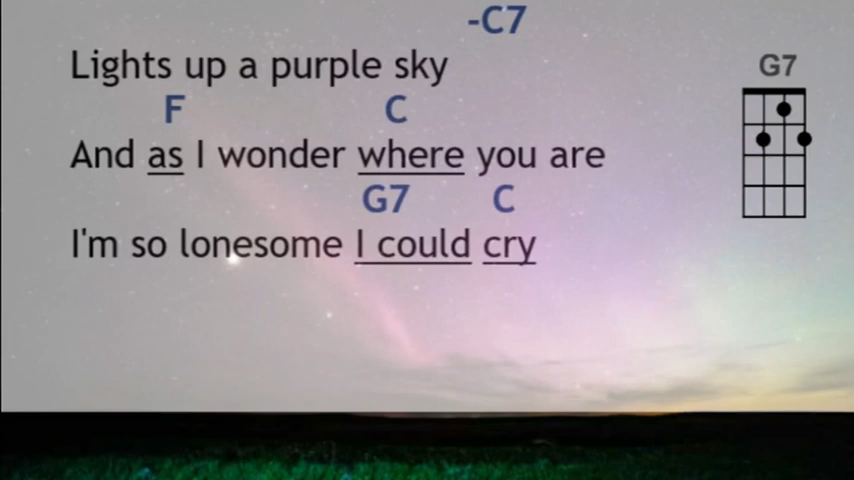 -C7
Lights up a purple sky
F C
And as I wonder where you are
G7 C
I'm so lonesome I could cry
G7